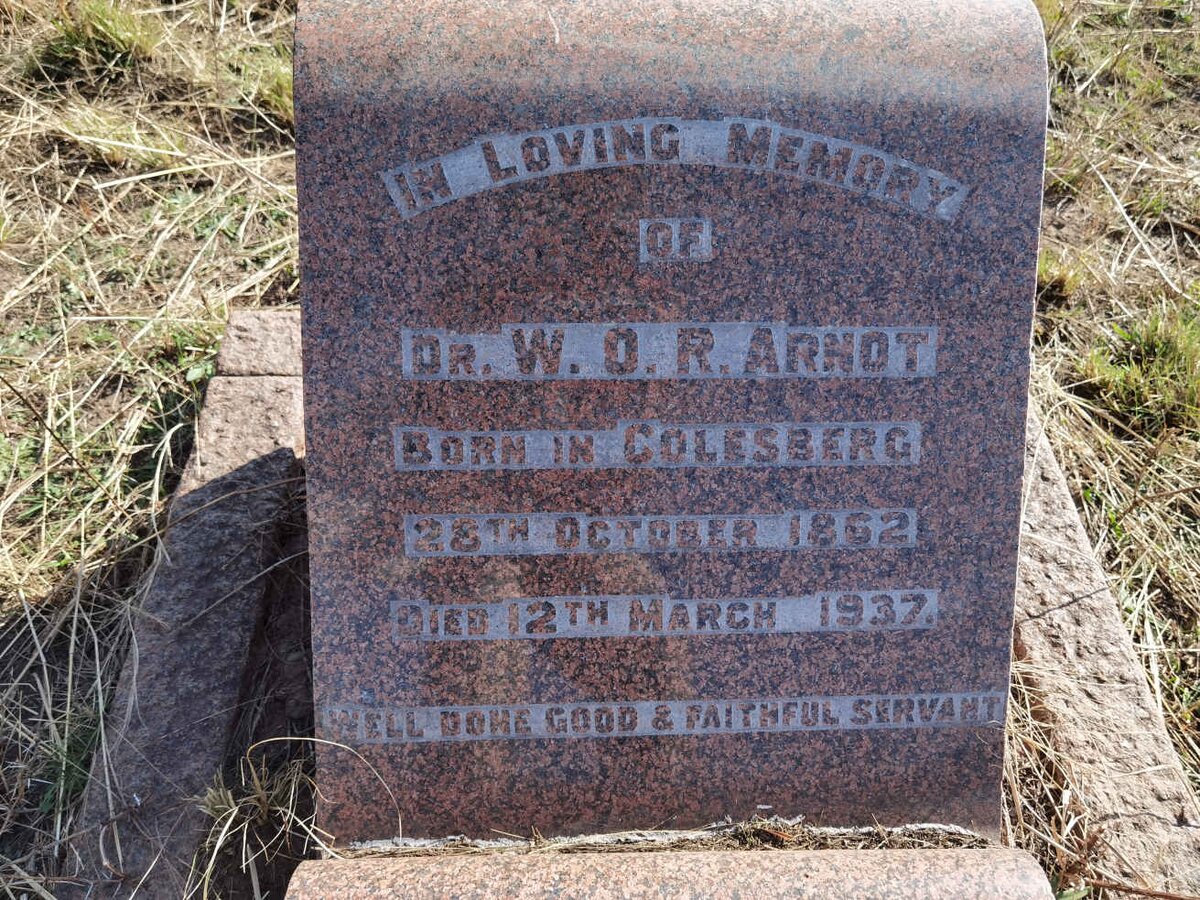 IN LOVING MEMORY
OF
DR. W. O. R. ARNOT
BORN IN COLESBERG
28TH OCTOBER 1862
DIED 12TH MARCH 1937.
WELL DONE GOOD & FAITHFUL SERVANT